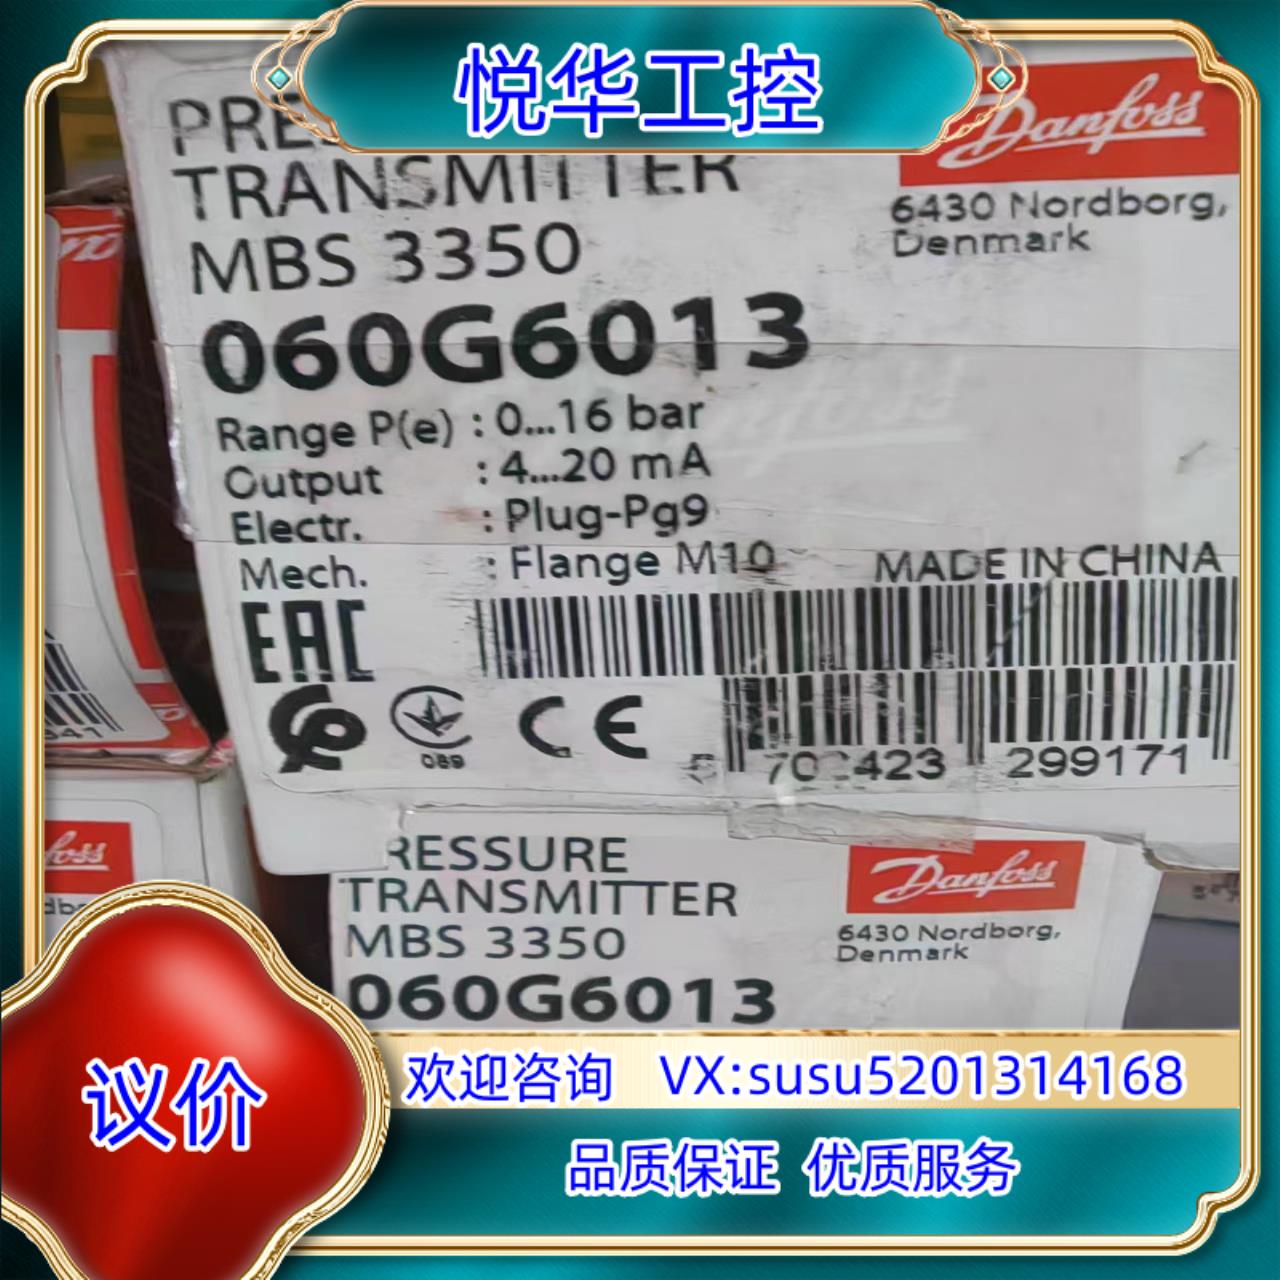 悦华工控
Danfoss
TRANSMITTER
6430 Nordborg,
Denmark
MBS 3350
060G6013
Range P(e) : 0...16 bar
Output : 4...20 mA
Electr. : Plug-Pg9
Mech. : Flange M10
MADE IN CHINA
EAC
089
CE
423
299171
RESSURE
TRANSMITTER
Danfoss
MBS 3350
6430 Nordborg,
Denmark
060G6013
议价
欢迎咨询 VX:susu5201314168
品质保证 优质服务